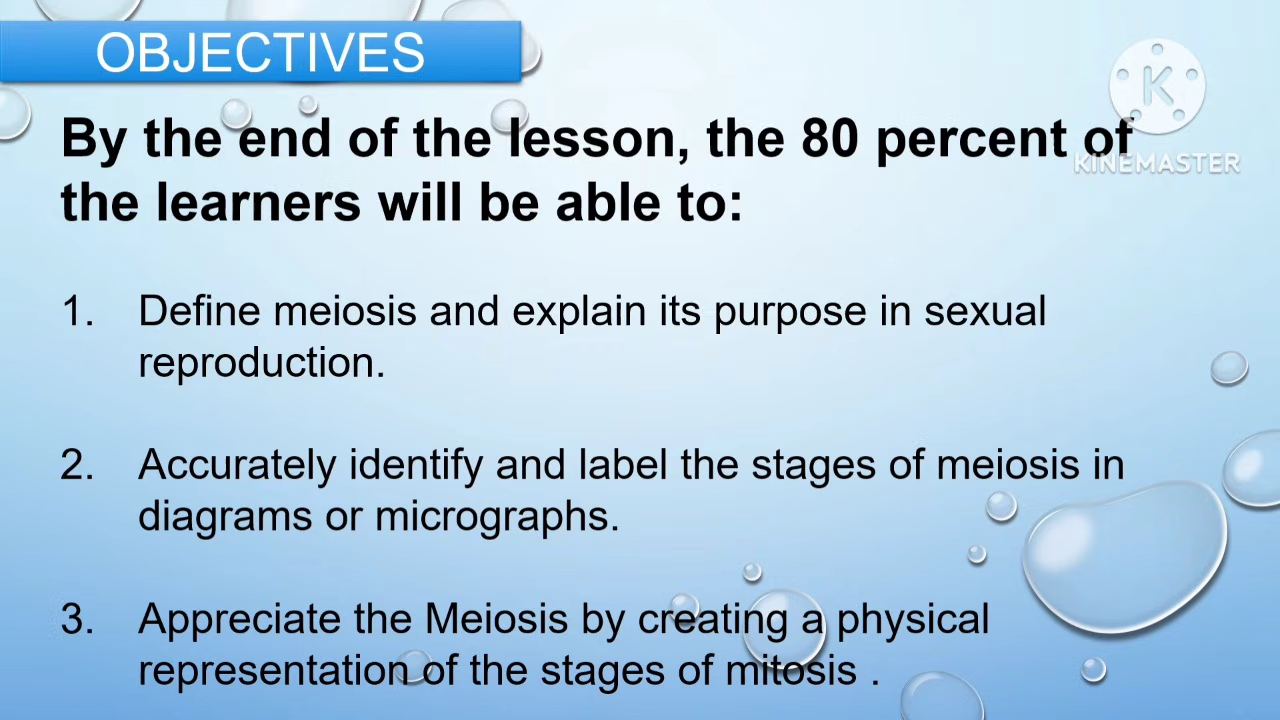 OBJECTIVES
By the end of the lesson, the 80 percent of
the learners will be able to:
K
KINEMASTER
1. Define meiosis and explain its purpose in sexual
reproduction.
2. Accurately identify and label the stages of meiosis in
diagrams or micrographs.
3. Appreciate the Meiosis by creating a physical
representation of the stages of mitosis .